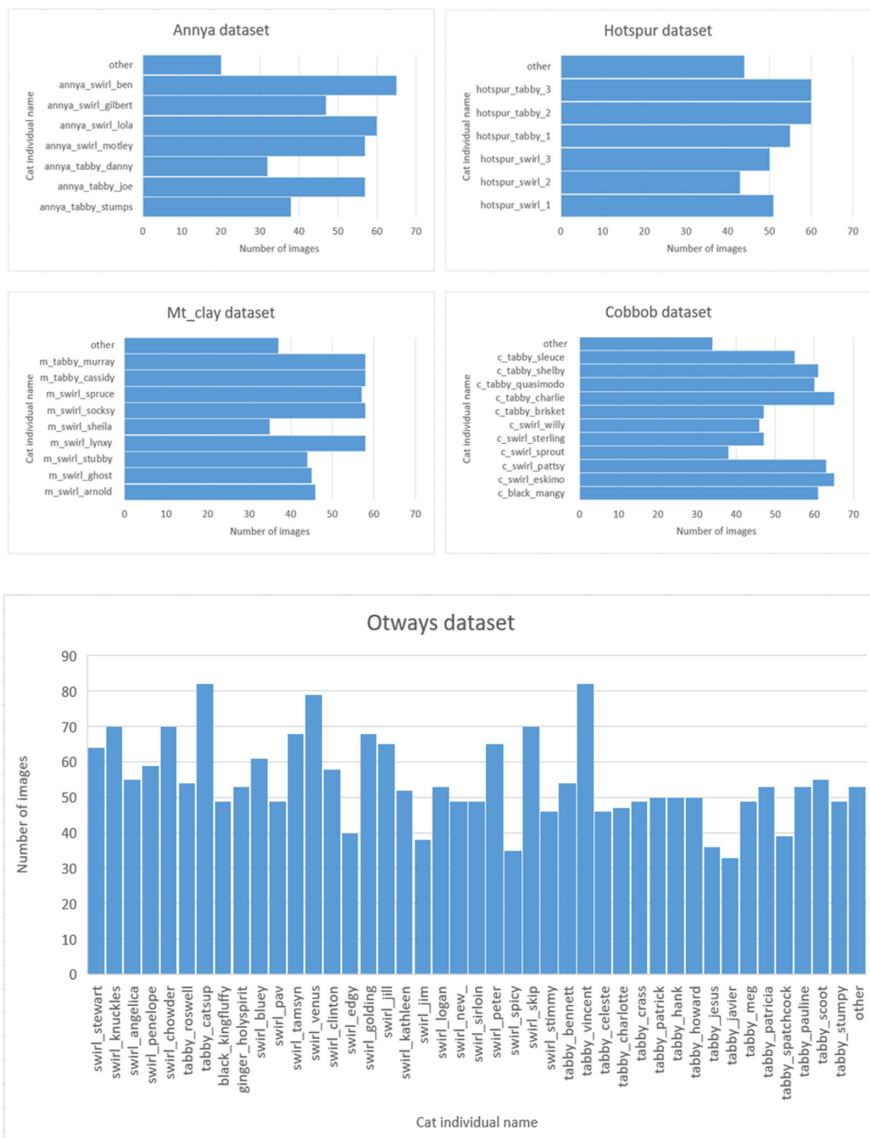 Annya dataset
Cat individual name
other
annya_swirl_ben
annya_swirl_gilbert
annya_swirl_lola
annya_swirl_motley
annya_tabby_danny
annya_tabby_joe
annya_tabby_stumps
0 10 20 30 40 50 60 70
Number of images
Hotspur dataset
Cat individual name
other
hotspur_tabby_3
hotspur_tabby_2
hotspur_tabby_1
hotspur_swirl_3
hotspur_swirl_2
hotspur_swirl_1
0 10 20 30 40 50 60 70
Number of images
Mt_clay dataset
Cat individual name
other
m_tabby_murray
m_tabby_cassidy
m_swirl_spruce
m_swirl_socksy
m_swirl_sheila
m_swirl_lynxy
m_swirl_stubby
m_swirl_ghost
m_swirl_arnold
0 10 20 30 40 50 60 70
Number of images
Cobbob dataset
Cat individual name
other
c_tabby_sleuce
c_tabby_shelby
c_tabby_quasimodo
c_tabby_charlie
c_tabby_brisket
c_swirl_willy
c_swirl_sterling
c_swirl_sprout
c_swirl_pattsy
c_swirl_eskimo
c_black_mangy
0 10 20 30 40 50 60 70
Number of images
Otways dataset
Number of images
90
80
70
60
50
40
30
20
10
0
swirl_stewart
swirl_knuckles
swirl_angelica
swirl_penelope
swirl_chowder
tabby_roswell
tabby_catsup
black_kingfluffy
ginger_holyspirit
swirl_bluey
swirl_pav
swirl_tamsyn
swirl_venus
swirl_clinton
swirl_edgy
swirl_golding
swirl_jill
swirl_kathleen
swirl_jim
swirl_logan
swirl_new_
swirl_sirloin
swirl_peter
swirl_spicy
swirl_skip
swirl_stimmy
tabby_bennett
tabby_vincent
tabby_celeste
tabby_charlotte
tabby_crass
tabby_patrick
tabby_hank
tabby_howard
tabby_jesus
tabby_javier
tabby_meg
tabby_patricia
tabby_spatchcock
tabby_pauline
tabby_scoot
tabby_stumpy
other
Cat individual name